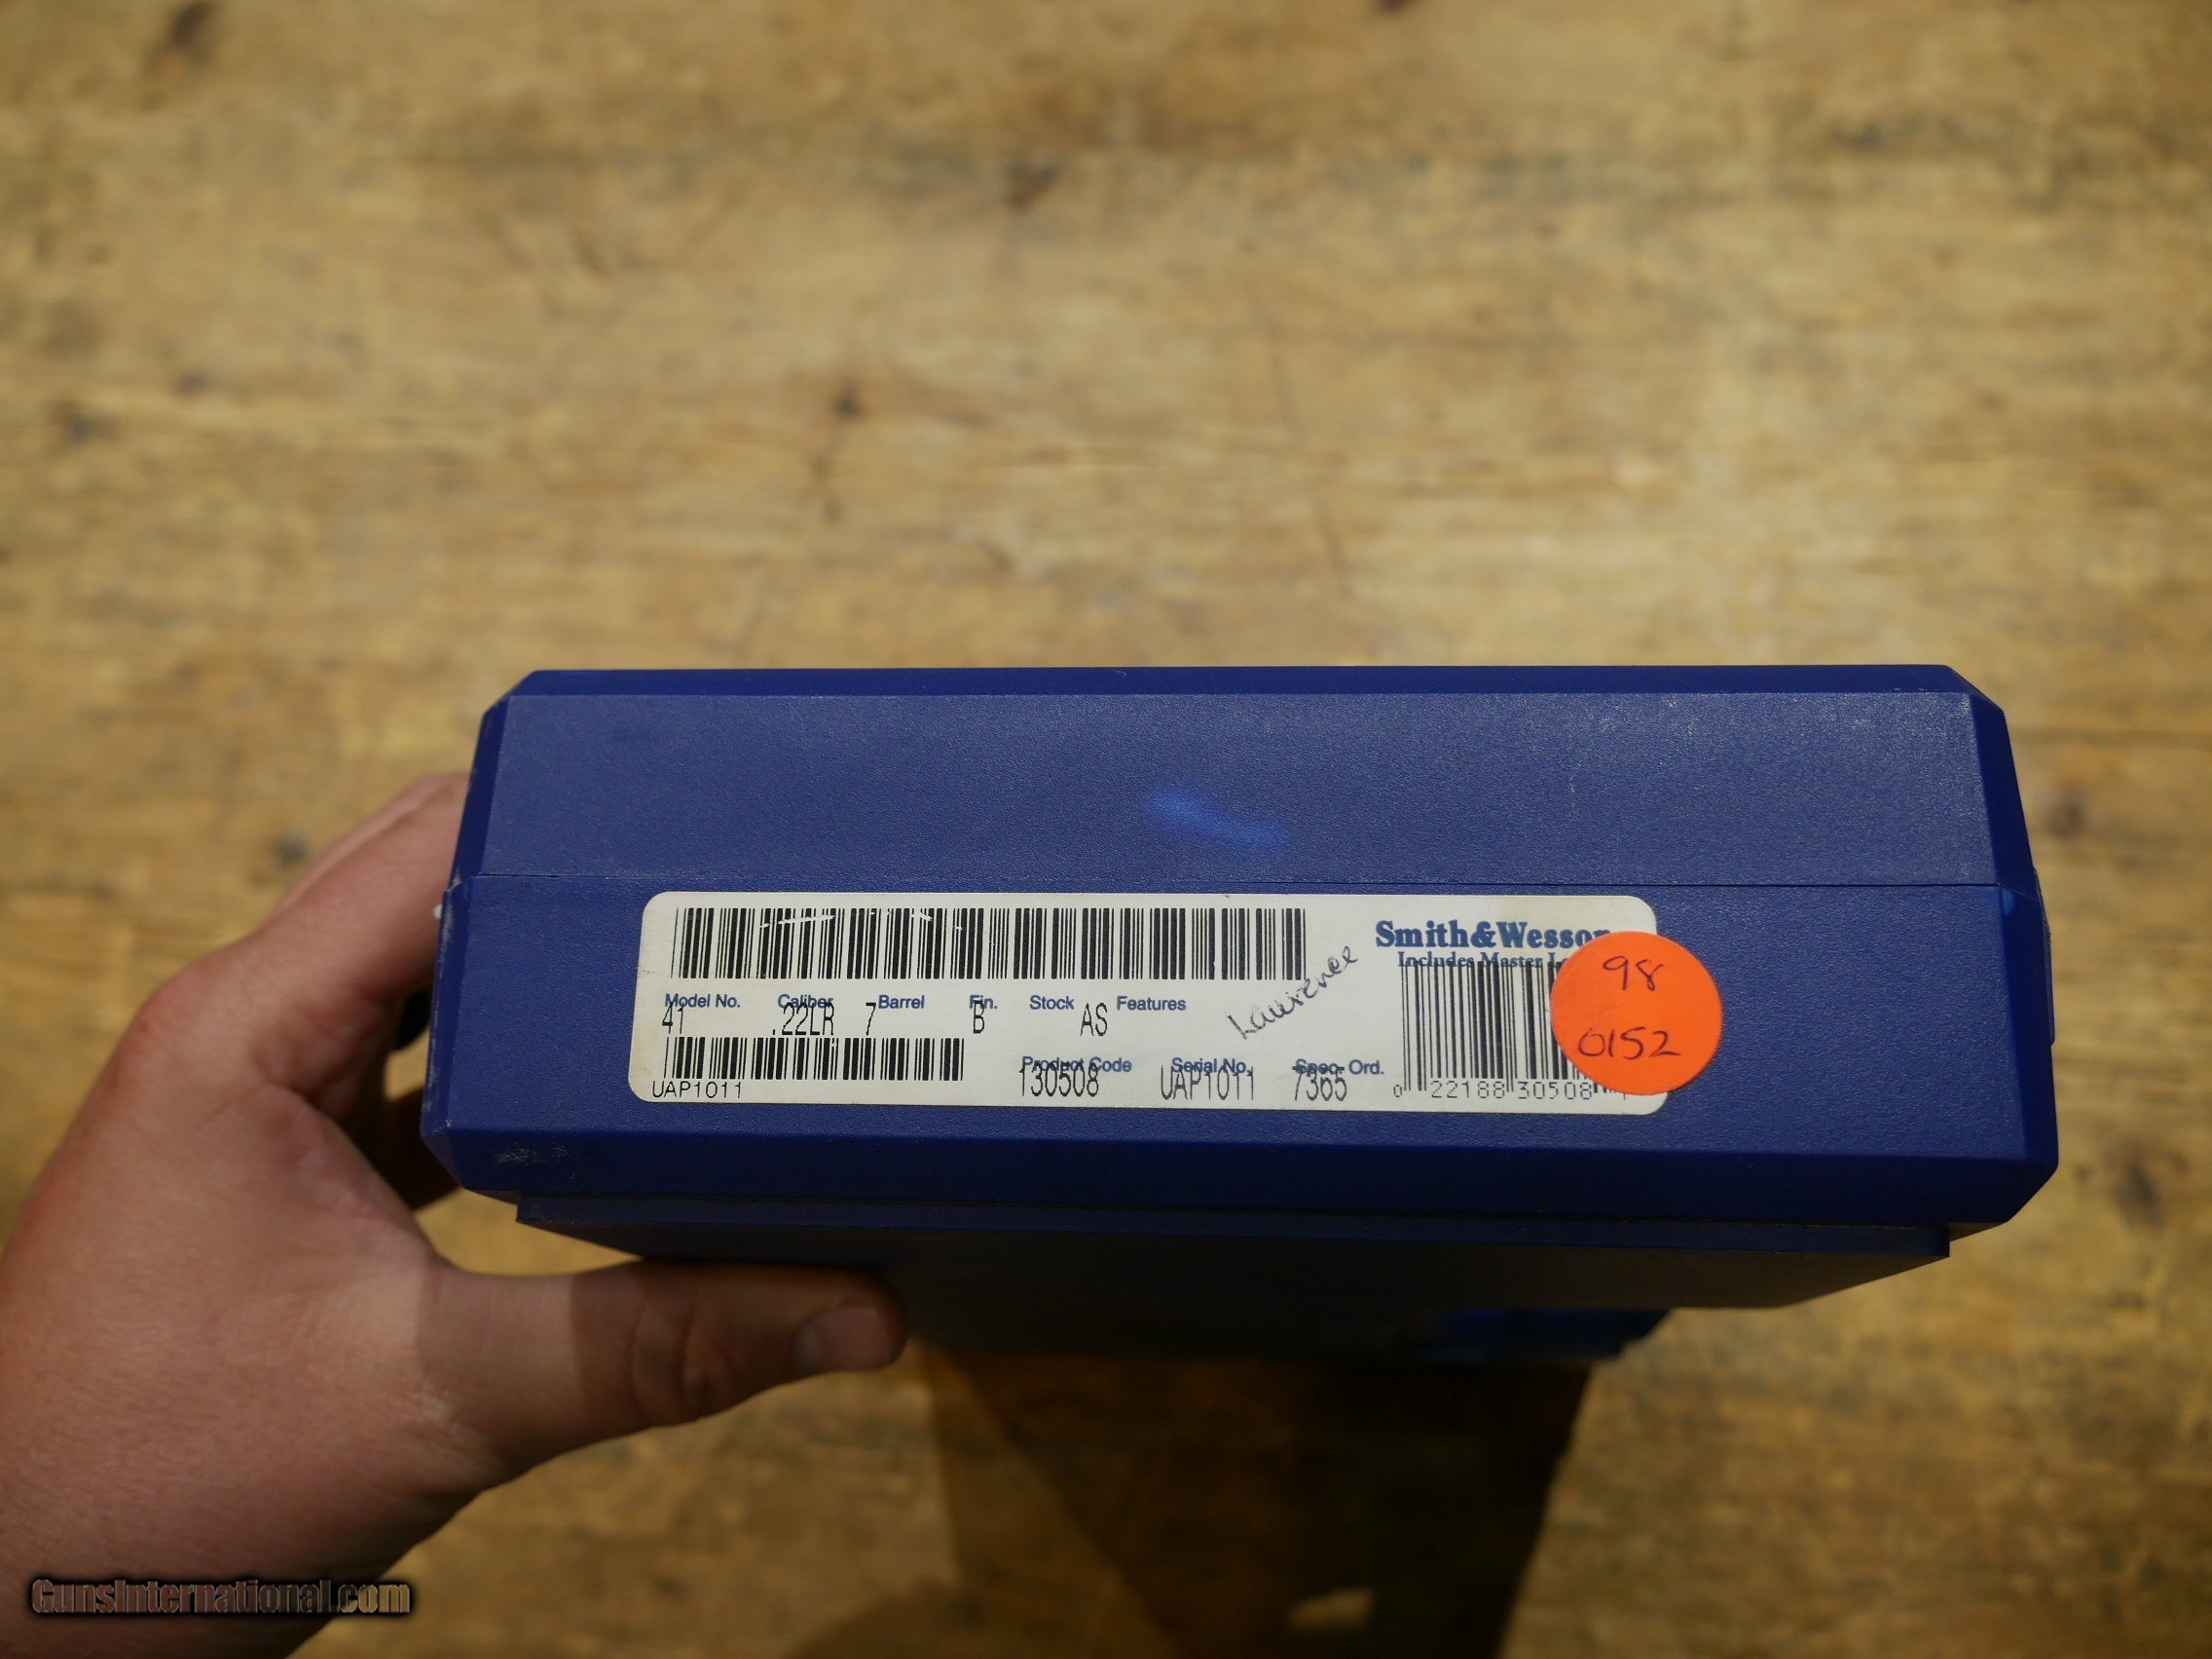 Smith&Wesson
Includes Master
Lawrence
98
0152
Model No. Caliber Barrel Fin. Stock Features
41 .22LR 7 B AS
Product Code Serial No. Spec. Ord.
130508 UAP1011 7365
UAP1011
0 22188 30508
GunsInternational.com